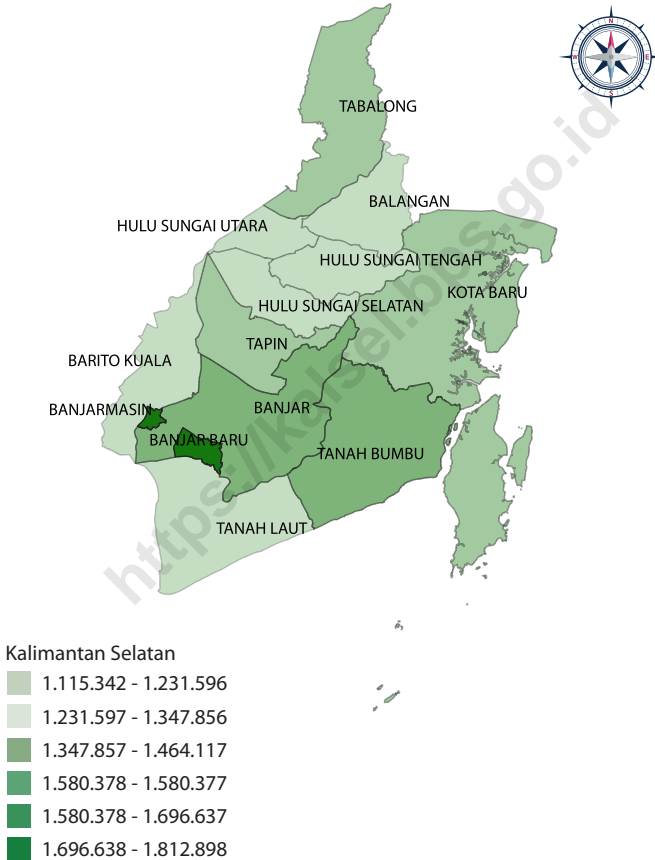 N
W
E
S
TABALONG
BALANGAN
HULU SUNGAI UTARA
HULU SUNGAI TENGAH
KOTA BARU
HULU SUNGAI SELATAN
TAPIN
BARITO KUALA
BANJARMASIN
BANJAR
BANJAR BARU
TANAH BUMBU
TANAH LAUT
https://kalsel.bps.go.id
Kalimantan Selatan
1.115.342 - 1.231.596
1.231.597 - 1.347.856
1.347.857 - 1.464.117
1.580.378 - 1.580.377
1.580.378 - 1.696.637
1.696.638 - 1.812.898